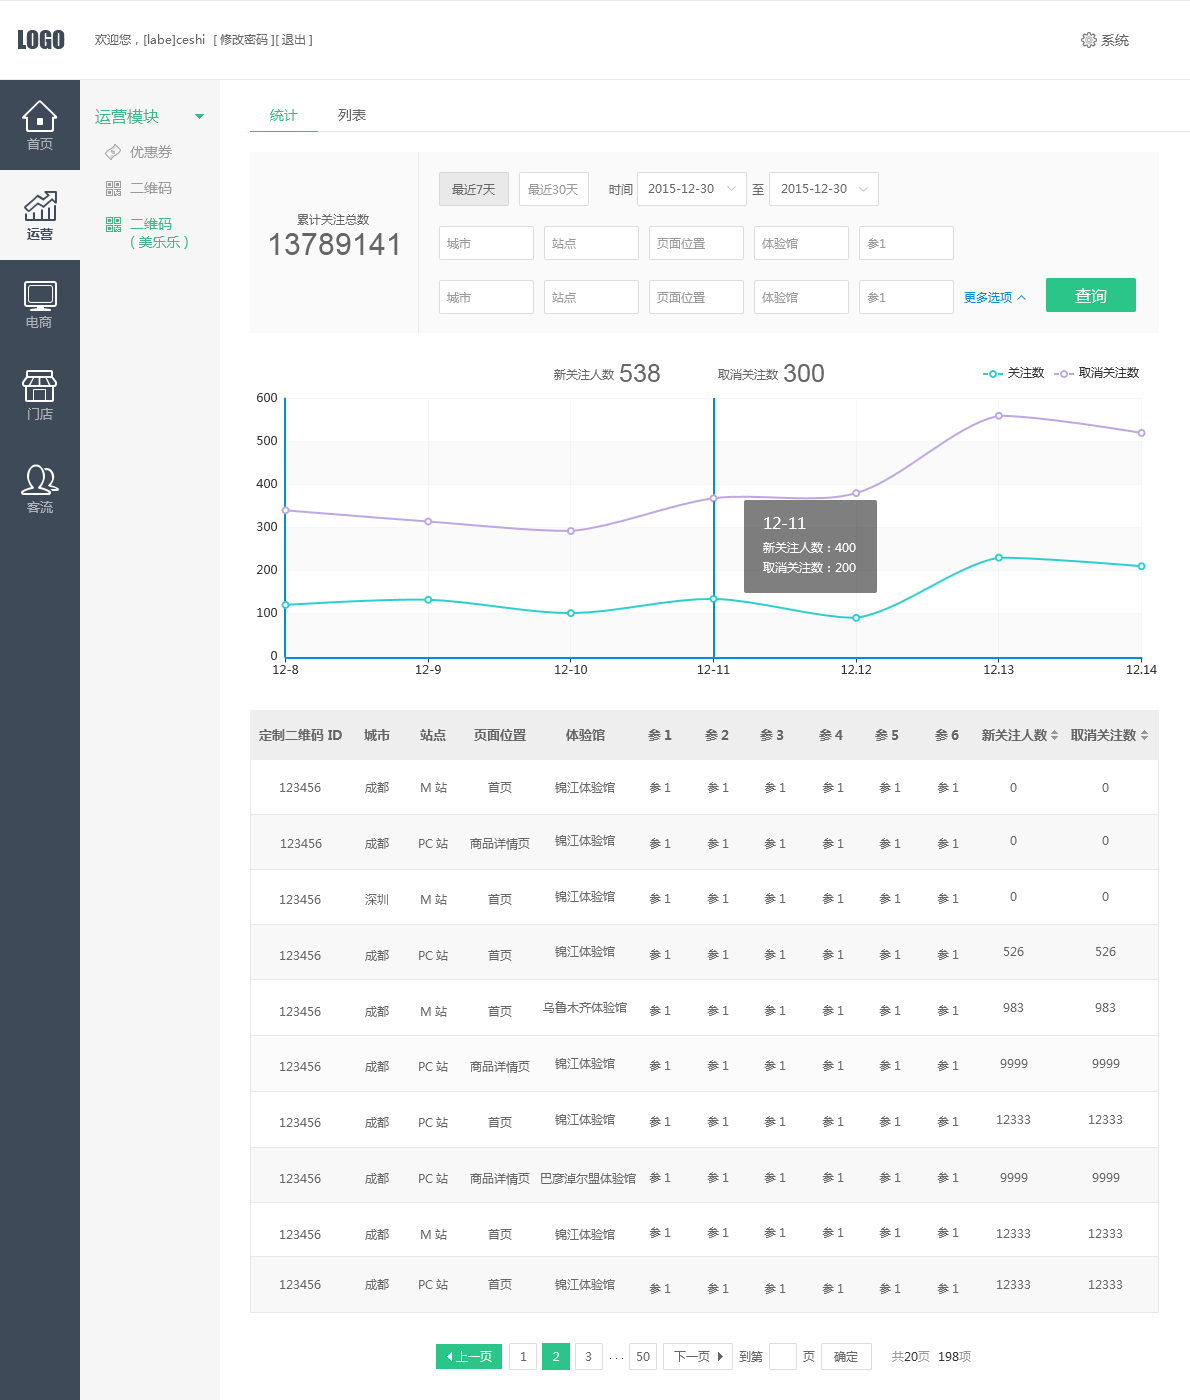 LOGO 欢迎您，[labe]ceshi [ 修改密码 ][ 退出 ] 系统
首页
运营
电商
门店
客流
运营模块
优惠券
二维码
二维码
( 美乐乐 )
统计 列表
累计关注总数
13789141
最近7天 最近30天 时间 2015-12-30 至 2015-12-30
城市 站点 页面位置 体验馆 参1
城市 站点 页面位置 体验馆 参1 更多选项 查询
新关注人数 538 取消关注数 300 关注数 取消关注数
600
500
400
300
200
100
0
12-11
新关注人数：400
取消关注数：200
12-8 12-9 12-10 12-11 12.12 12.13 12.14
定制二维码 ID 城市 站点 页面位置 体验馆 参 1 参 2 参 3 参 4 参 5 参 6 新关注人数 取消关注数
123456 成都 M 站 首页 锦江体验馆 参 1 参 1 参 1 参 1 参 1 参 1 0 0
123456 成都 PC 站 商品详情页 锦江体验馆 参 1 参 1 参 1 参 1 参 1 参 1 0 0
123456 深圳 M 站 首页 锦江体验馆 参 1 参 1 参 1 参 1 参 1 参 1 0 0
123456 成都 PC 站 首页 锦江体验馆 参 1 参 1 参 1 参 1 参 1 参 1 526 526
123456 成都 M 站 首页 乌鲁木齐体验馆 参 1 参 1 参 1 参 1 参 1 参 1 983 983
123456 成都 PC 站 商品详情页 锦江体验馆 参 1 参 1 参 1 参 1 参 1 参 1 9999 9999
123456 成都 PC 站 首页 锦江体验馆 参 1 参 1 参 1 参 1 参 1 参 1 12333 12333
123456 成都 PC 站 商品详情页 巴彦淖尔盟体验馆 参 1 参 1 参 1 参 1 参 1 参 1 9999 9999
123456 成都 M 站 首页 锦江体验馆 参 1 参 1 参 1 参 1 参 1 参 1 12333 12333
123456 成都 PC 站 首页 锦江体验馆 参 1 参 1 参 1 参 1 参 1 参 1 12333 12333
上一页 1 2 3 ... 50 下一页 到第 页 确定 共20页 198项